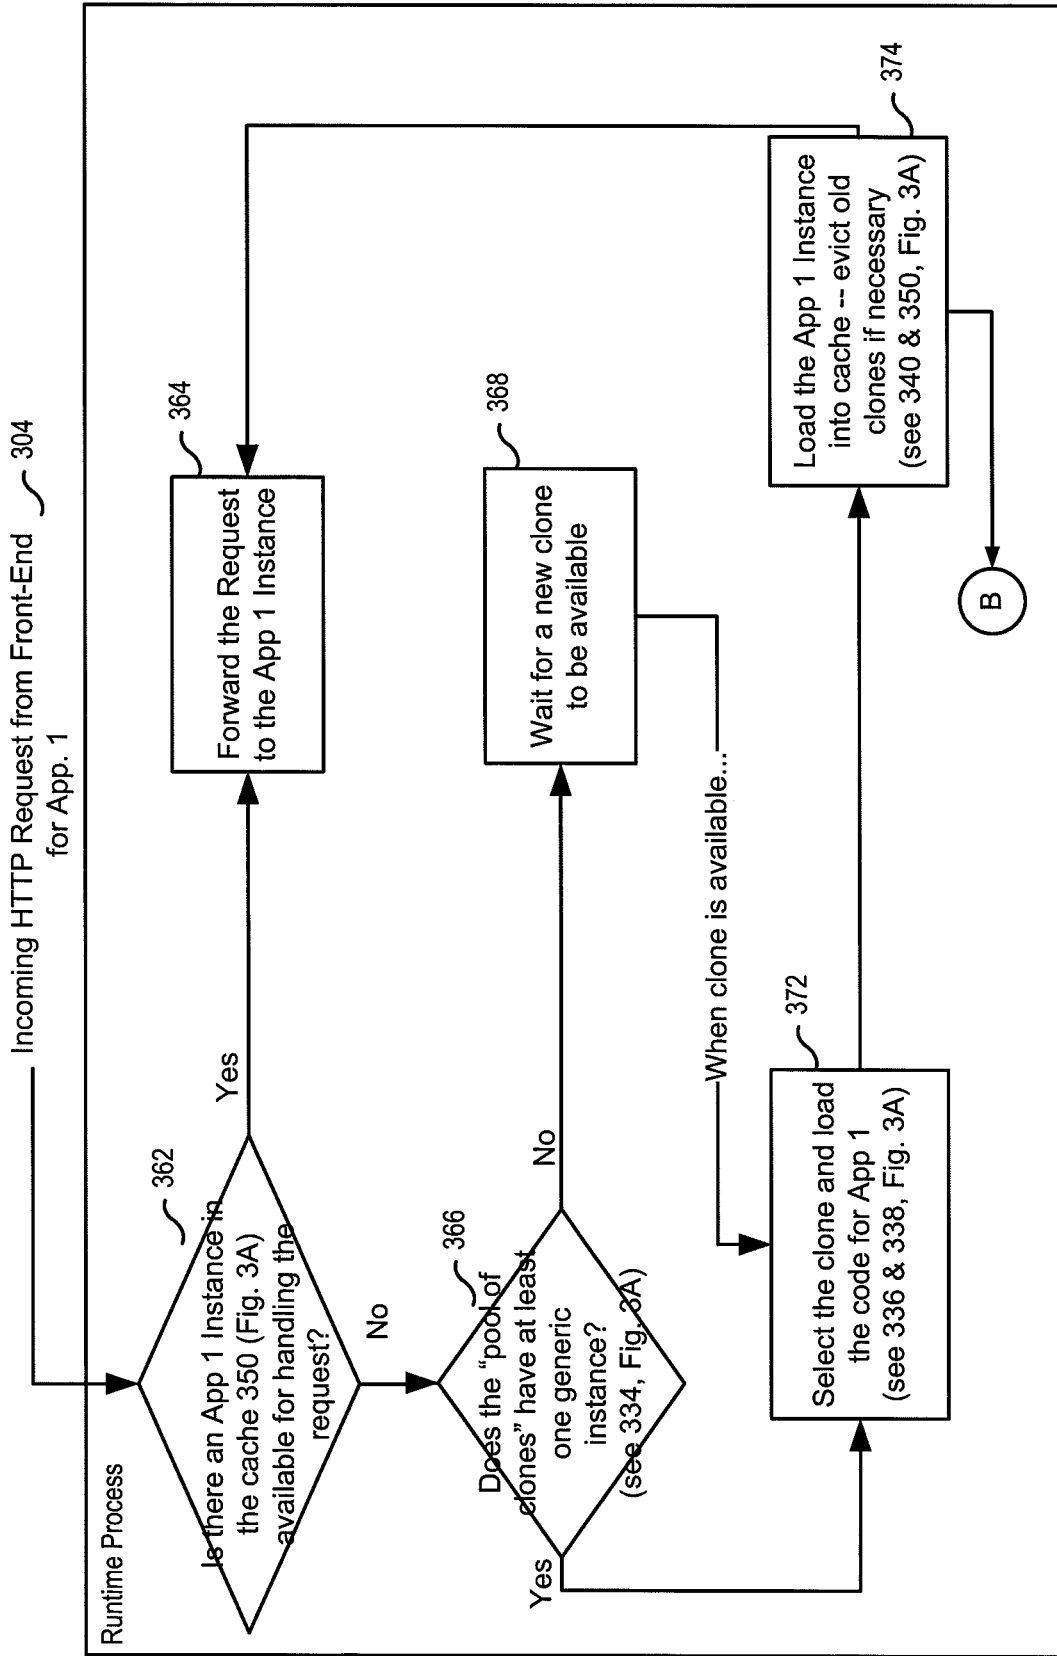 Incoming HTTP Request from Front-End
for App. 1
304
Runtime Process
362
Is there an App 1 Instance in
the cache 350 (Fig. 3A)
available for handling the
request?
Yes
364
Forward the Request
to the App 1 Instance
No
366
Does the “pool of
clones” have at least
one generic
instance?
(see 334, Fig. 3A)
No
368
Wait for a new clone
to be available
Yes
When clone is available...
372
Select the clone and load
the code for App 1
(see 336 & 338, Fig. 3A)
374
Load the App 1 Instance
into cache -- evict old
clones if necessary
(see 340 & 350, Fig. 3A)
B